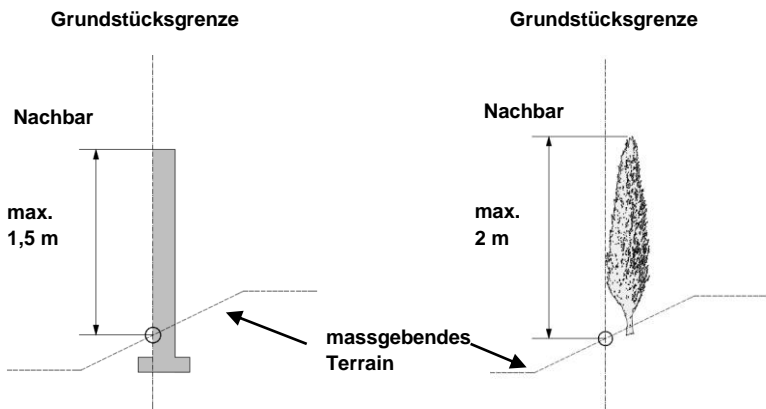 Grundstücksgrenze
Nachbar
max.
1,5 m
Grundstücksgrenze
Nachbar
max.
2 m
massgebendes
Terrain